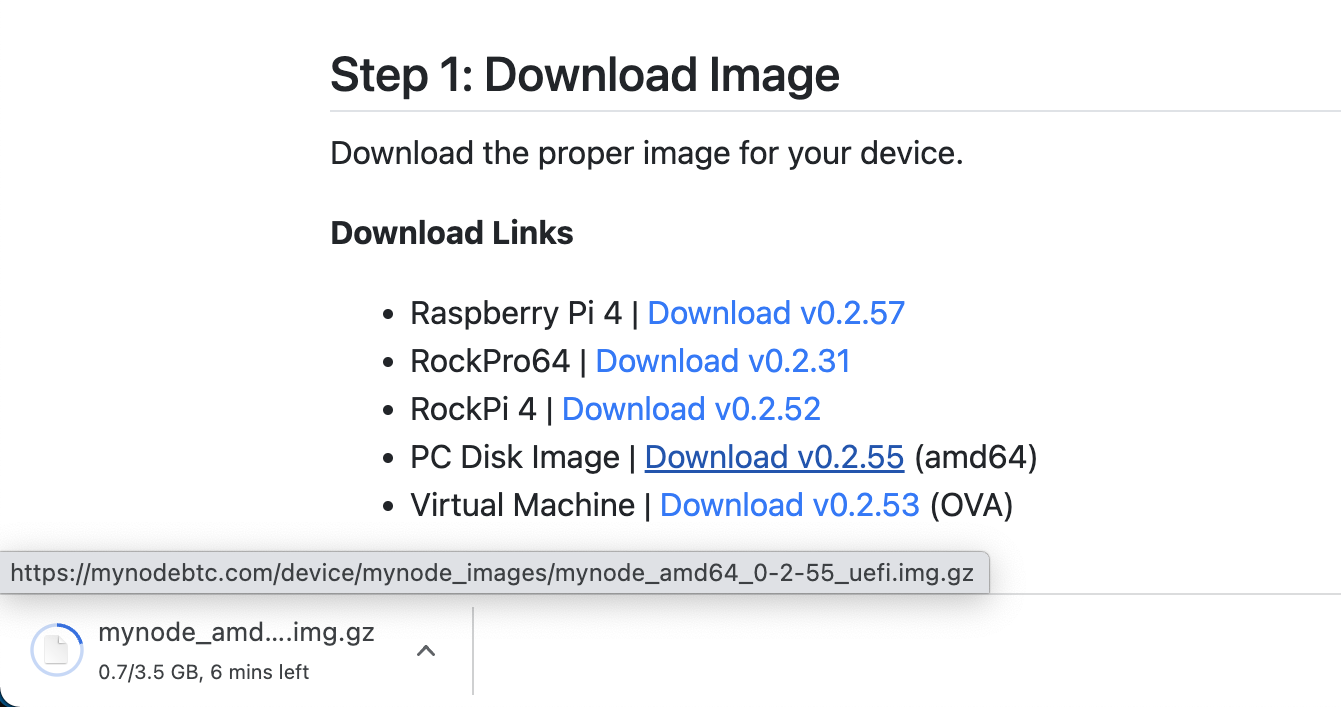 Step 1: Download Image
Download the proper image for your device.
Download Links
• Raspberry Pi 4 | Download v0.2.57
• RockPro64 | Download v0.2.31
• RockPi 4 | Download v0.2.52
• PC Disk Image | Download v0.2.55 (amd64)
• Virtual Machine | Download v0.2.53 (OVA)
https://mynodebtc.com/device/mynode_images/mynode_amd64_0-2-55_uefi.img.gz
mynode_amd....img.gz
0.7/3.5 GB, 6 mins left